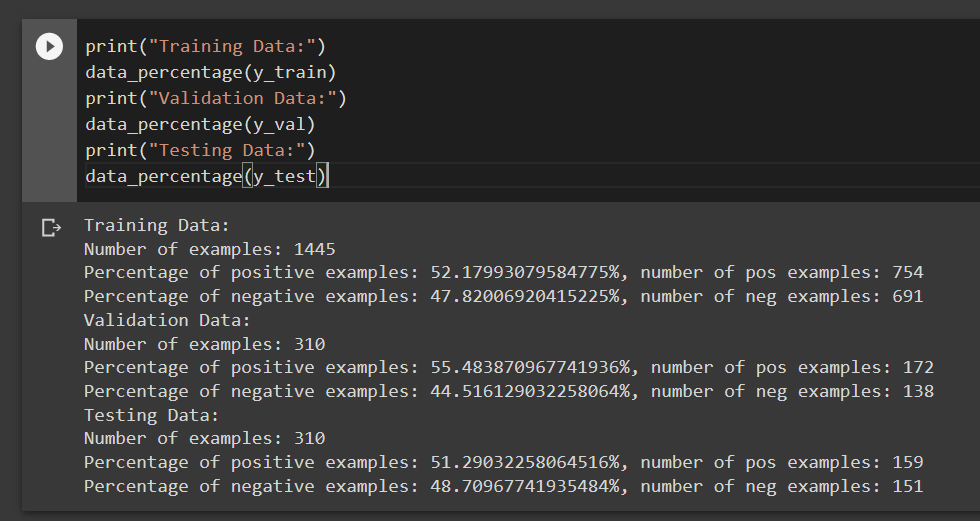 print("Training Data:")
data_percentage(y_train)
print("Validation Data:")
data_percentage(y_val)
print("Testing Data:")
data_percentage(y_test)
Training Data:
Number of examples: 1445
Percentage of positive examples: 52.17993079584775%, number of pos examples: 754
Percentage of negative examples: 47.82006920415225%, number of neg examples: 691
Validation Data:
Number of examples: 310
Percentage of positive examples: 55.483870967741936%, number of pos examples: 172
Percentage of negative examples: 44.516129032258064%, number of neg examples: 138
Testing Data:
Number of examples: 310
Percentage of positive examples: 51.29032258064516%, number of pos examples: 159
Percentage of negative examples: 48.70967741935484%, number of neg examples: 151